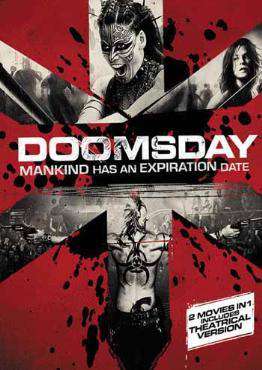 DOOMSDAY
MANKIND HAS AN EXPIRATION DATE
2 MOVIES IN 1
INCLUDES
THEATRICAL
VERSION